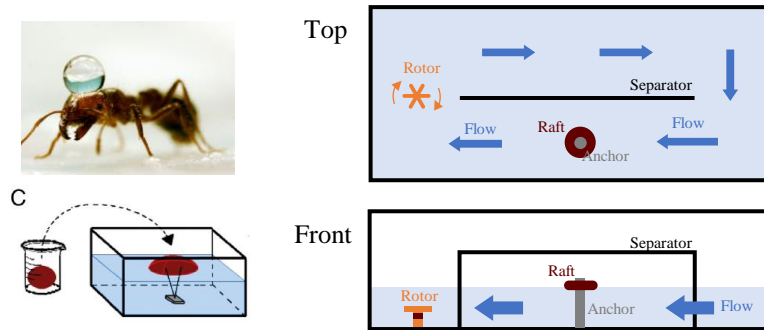 Top
Rotor
Separator
Flow
Raft
Flow
Anchor
C
Front
Separator
Raft
Rotor
Anchor
Flow